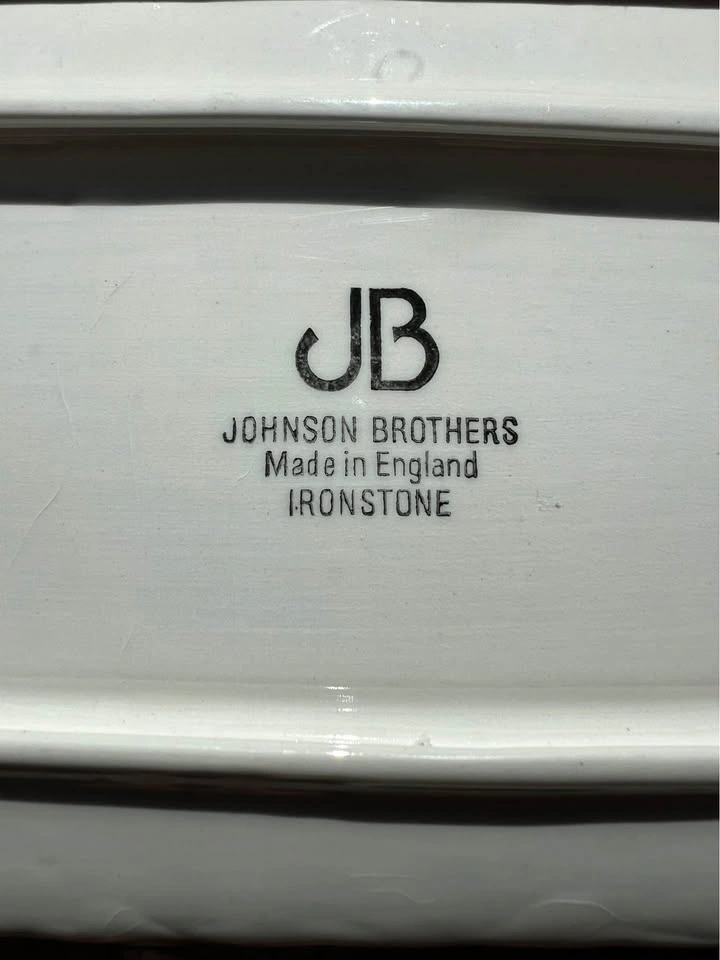 JB
JOHNSON BROTHERS
Made in England
IRONSTONE